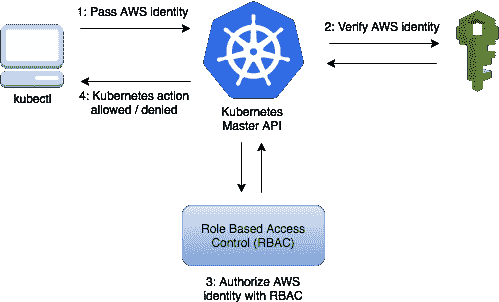 1: Pass AWS identity
2: Verify AWS identity
kubectl
4: Kubernetes action
allowed / denied
Kubernetes
Master API
Role Based Access
Control (RBAC)
3: Authorize AWS
identity with RBAC